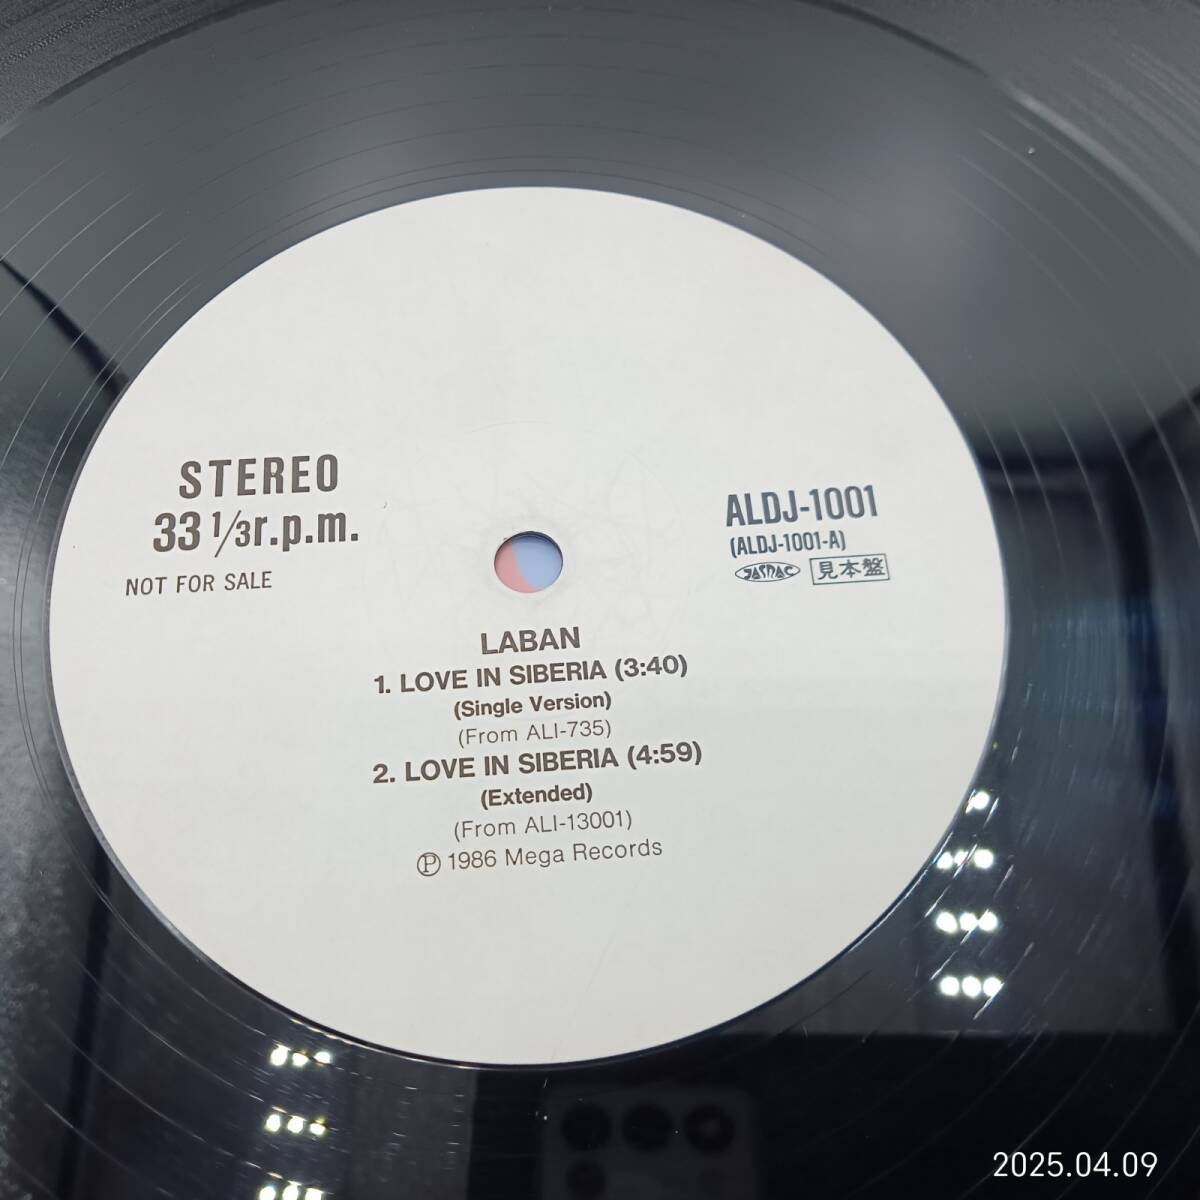 STEREO
33 1/3r.p.m.
NOT FOR SALE
ALDJ-1001
(ALDJ-1001-A)
JASRAC 見本盤
LABAN
1. LOVE IN SIBERIA (3:40)
(Single Version)
(From ALI-735)
2. LOVE IN SIBERIA (4:59)
(Extended)
(From ALI-13001)
Ⓟ 1986 Mega Records
2025.04.09